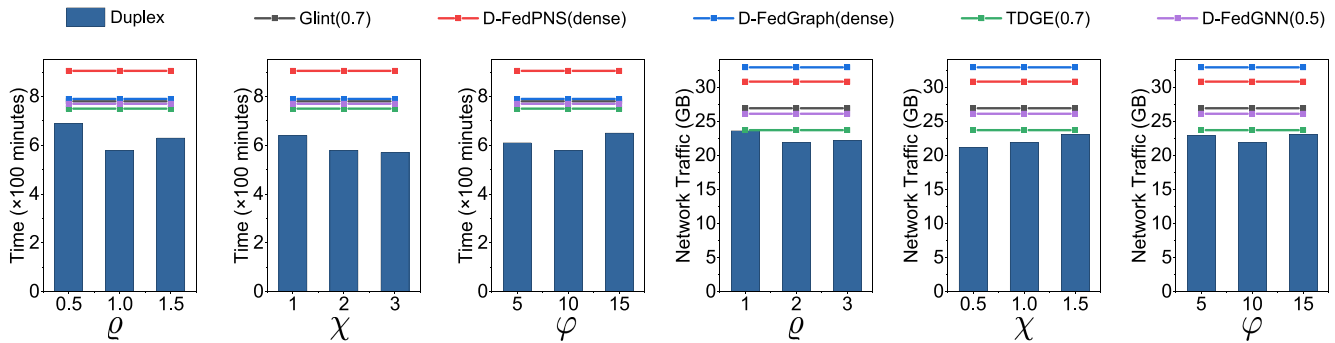 Duplex Glint(0.7) D-FedPNS(dense) D-FedGraph(dense) TDGE(0.7) D-FedGNN(0.5)
Time (×100 minutes)
8
6
4
2
0
0.5 1.0 1.5
ϱ
Time (×100 minutes)
8
6
4
2
0
1 2 3
χ
Time (×100 minutes)
8
6
4
2
0
5 10 15
φ
Network Traffic (GB)
30
25
20
15
10
5
0
1 2 3
ϱ
Network Traffic (GB)
30
25
20
15
10
5
0
0.5 1.0 1.5
χ
Network Traffic (GB)
30
25
20
15
10
5
0
5 10 15
φ